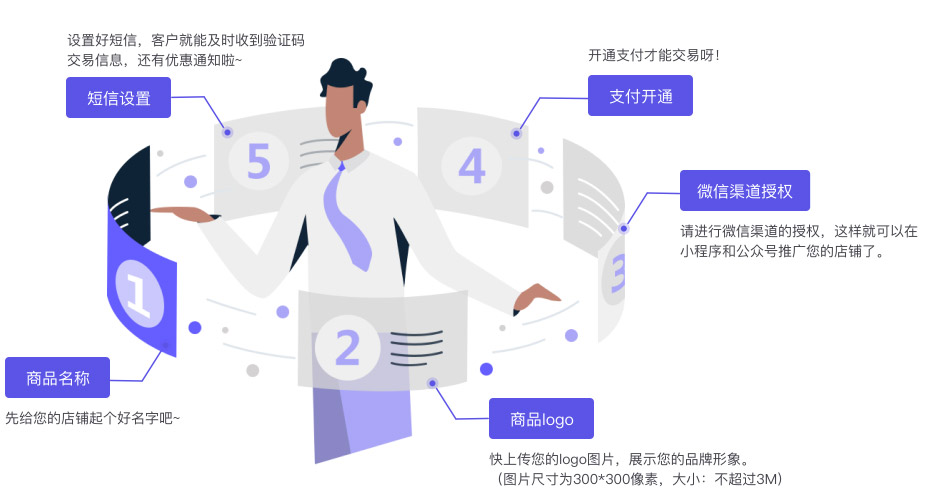 设置好短信，客户就能及时收到验证码
交易信息，还有优惠通知啦~
短信设置
5
开通支付才能交易呀！
支付开通
4
微信渠道授权
请进行微信渠道的授权，这样就可以在
小程序和公众号推广您的店铺了。
3
1
商品名称
先给您的店铺起个好名字吧~
2
商品logo
快上传您的logo图片，展示您的品牌形象。
（图片尺寸为300*300像素，大小：不超过3M）